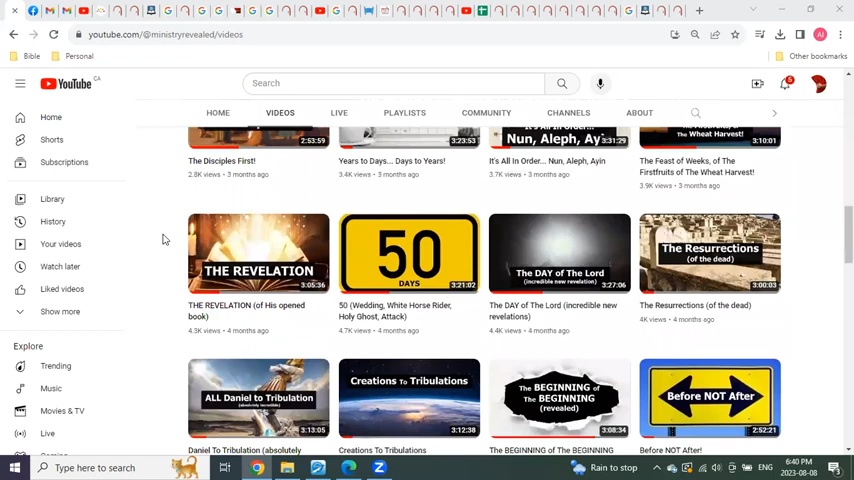 youtube.com/@ministryrevealed/videos
Bible
Personal
Other bookmarks
YouTube CA
Search
5
HOME
VIDEOS
LIVE
PLAYLISTS
COMMUNITY
CHANNELS
ABOUT
Home
Shorts
Subscriptions
Library
History
Your videos
Watch later
Liked videos
Show more
Explore
Trending
Music
Movies & TV
Live
2:53:59
The Disciples First!
2.8K views • 3 months ago
3:23:53
Years to Days... Days to Years!
3.4K views • 3 months ago
It's All In Order...
Nun, Aleph, Ayin
3:31:29
It's All In Order... Nun, Aleph, Ayin
3.7K views • 3 months ago
The Wheat Harvest!
3:10:01
The Feast of Weeks, of the
Firstfruits of The Wheat Harvest!
3.9K views • 3 months ago
THE REVELATION
3:05:36
THE REVELATION (of His opened
book)
4.3K views • 4 months ago
50
DAYS
3:21:02
50 (Wedding, White Horse Rider,
Holy Ghost, Attack)
4.7K views • 4 months ago
The DAY of The Lord
(incredible new revelation)
3:27:06
The DAY of The Lord (incredible new
revelations)
4.4K views • 4 months ago
The Resurrections
(of the dead)
3:00:03
The Resurrections (of the dead)
4K views • 4 months ago
ALL Daniel to Tribulation
(absolutely incredible)
3:13:05
Daniel To Tribulation (absolutely
Creations To Tribulations
3:12:38
Creations To Tribulations
The BEGINNING of
The BEGINNING
(revealed)
3:08:34
The BEGINNING of The BEGINNING
Before NOT After
2:52:21
Before NOT After!
Type here to search
Rain to stop
ENG
6:40 PM
2023-08-08